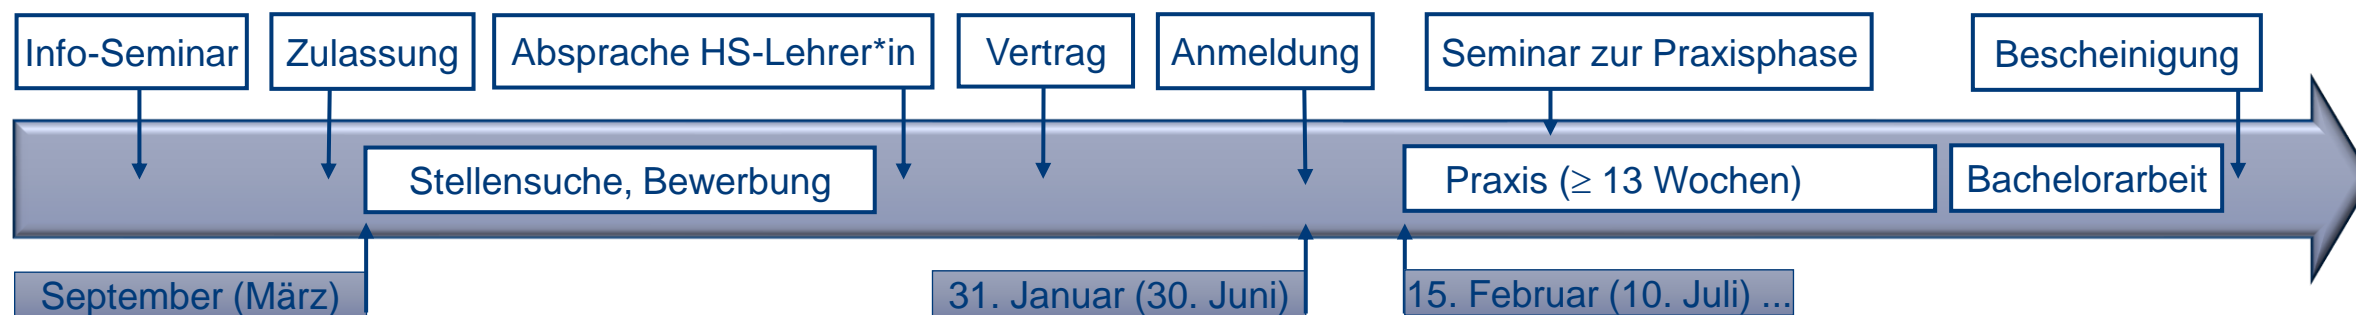 Info-Seminar
Zulassung
Absprache HS-Lehrer*in
Vertrag
Anmeldung
Seminar zur Praxisphase
Bescheinigung
Stellensuche, Bewerbung
Praxis (≥ 13 Wochen)
Bachelorarbeit
September (März)
31. Januar (30. Juni)
15. Februar (10. Juli) ...